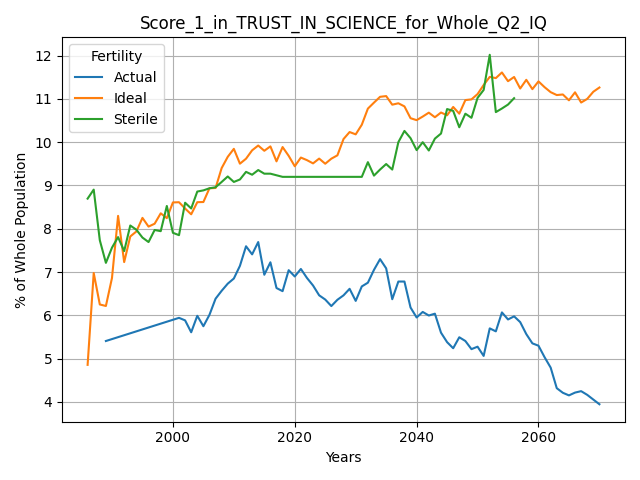 Score_1_in_TRUST_IN_SCIENCE_for_Whole_Q2_IQ
Fertility
Actual
Ideal
Sterile
% of Whole Population
12
11
10
9
8
7
6
5
4
2000
2020
2040
2060
Years